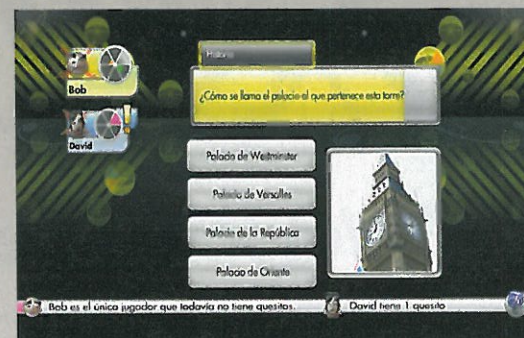 Historia
Bob
¿Cómo se llama el palacio al que pertenece esta torre?
David
Palacio de Westminster
Palacio de Versalles
Palacio de la República
Palacio de Oriente
Bob es el único jugador que todavía no tiene quesitos.
David tiene 1 quesito